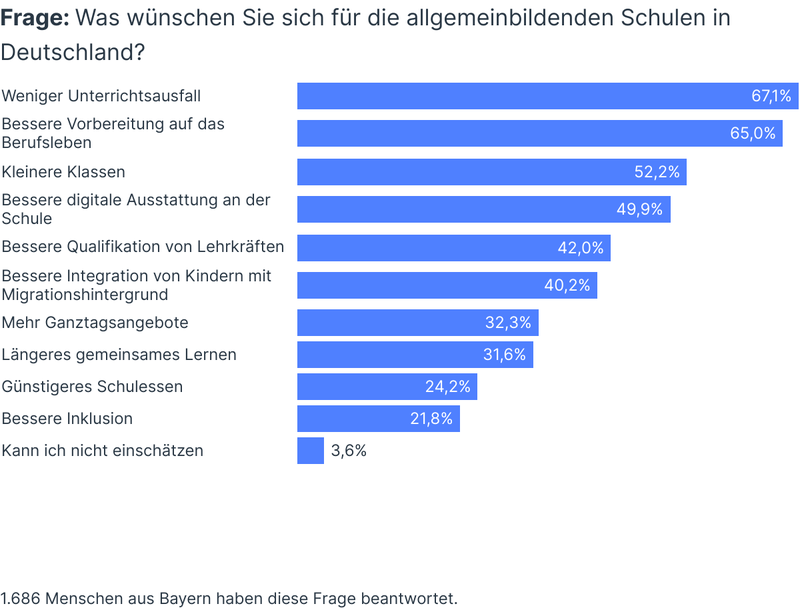 Frage: Was wünschen Sie sich für die allgemeinbildenden Schulen in
Deutschland?
Weniger Unterrichtsausfall 67,1%
Bessere Vorbereitung auf das
Berufsleben 65,0%
Kleinere Klassen 52,2%
Bessere digitale Ausstattung an der
Schule 49,9%
Bessere Qualifikation von Lehrkräften 42,0%
Bessere Integration von Kindern mit
Migrationshintergrund 40,2%
Mehr Ganztagsangebote 32,3%
Längeres gemeinsames Lernen 31,6%
Günstigeres Schulessen 24,2%
Bessere Inklusion 21,8%
Kann ich nicht einschätzen 3,6%
1.686 Menschen aus Bayern haben diese Frage beantwortet.